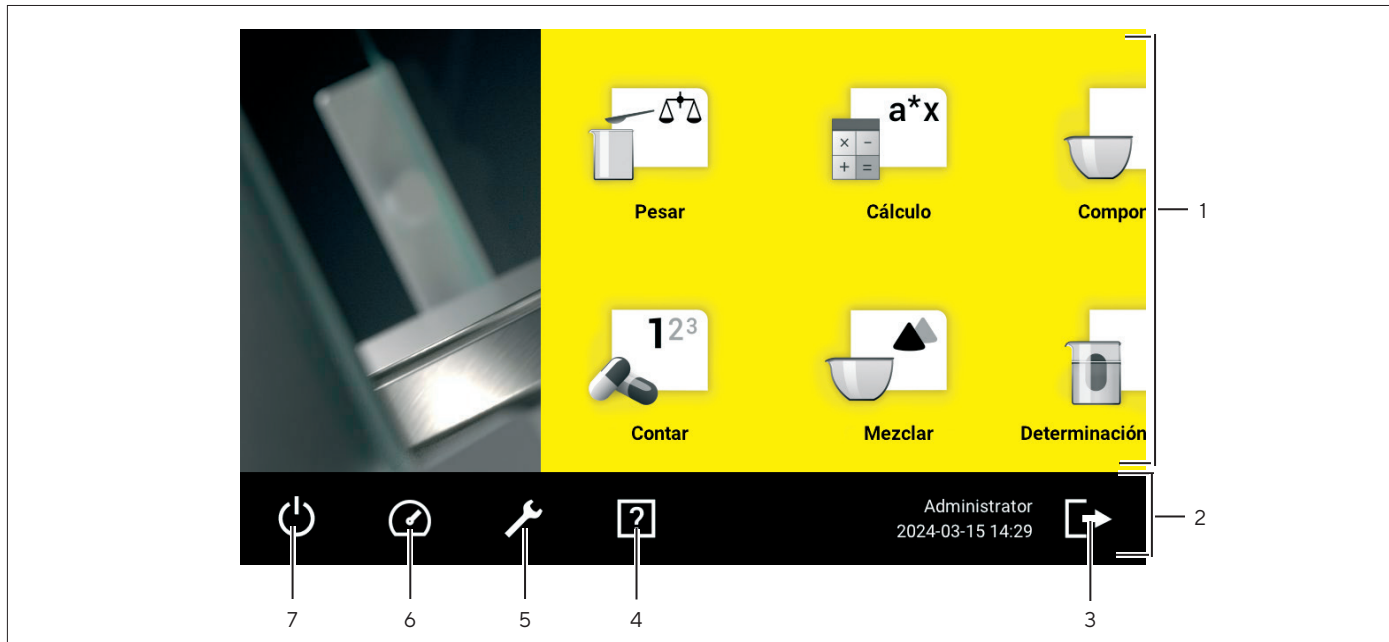 a*x
Pesar
Cálculo
Compor
1
123
Contar
Mezclar
Determinación
Administrator
2024-03-15 14:29
2
7
6
5
4
3